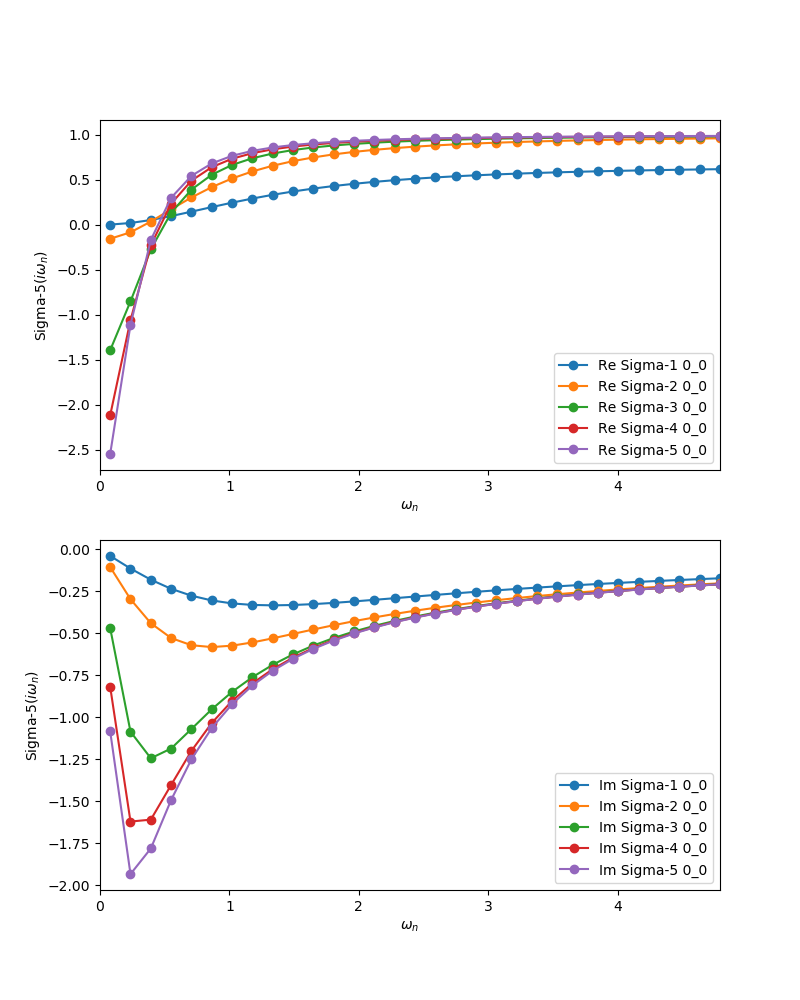 1.0
0.5
0.0
−0.5
−1.0
−1.5
−2.0
−2.5
Sigma-5(iωn)
Re Sigma-1 0_0
Re Sigma-2 0_0
Re Sigma-3 0_0
Re Sigma-4 0_0
Re Sigma-5 0_0
0 1 2 3 4
ωn
0.00
−0.25
−0.50
−0.75
−1.00
−1.25
−1.50
−1.75
−2.00
Sigma-5(iωn)
Im Sigma-1 0_0
Im Sigma-2 0_0
Im Sigma-3 0_0
Im Sigma-4 0_0
Im Sigma-5 0_0
0 1 2 3 4
ωn